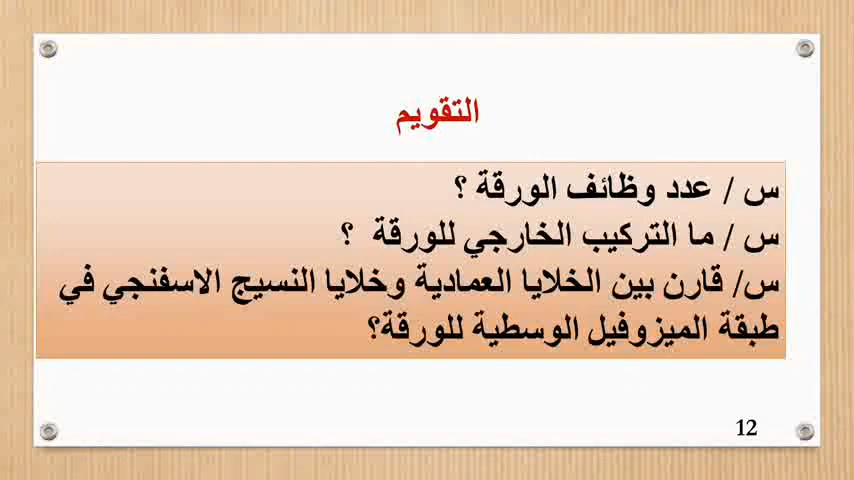 التقويم
س / عدد وظائف الورقة ؟
س / ما التركيب الخارجي للورقة ؟
س/ قارن بين الخلايا العمادية وخلايا النسيج الاسفنجي في
طبقة الميزوفيل الوسطية للورقة؟
12